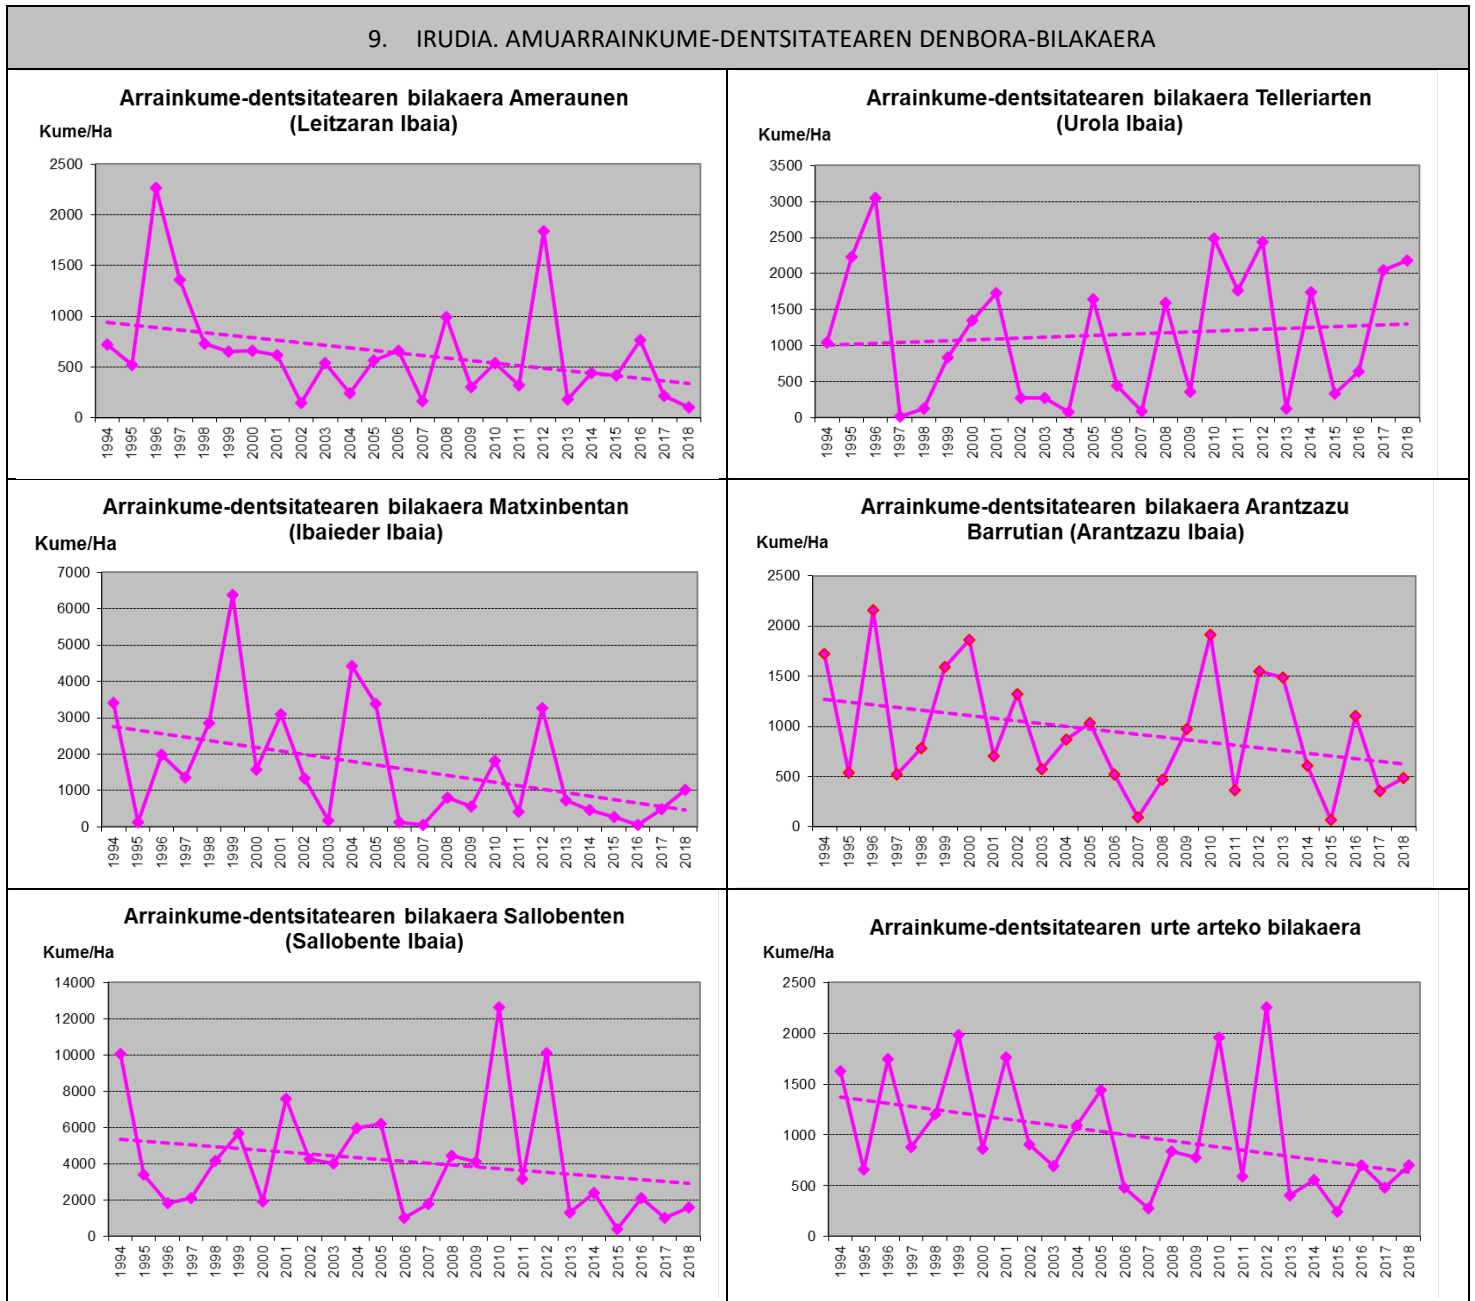 9. IRUDIA. AMUARRAINKUME-DENTSITATEAREN DENBORA-BILAKAERA
Arrainkume-dentsitatearen bilakaera Ameraunen
(Leitzaran Ibaia)
Kume/Ha
2500
2000
1500
1000
500
0
1994 1995 1996 1997 1998 1999 2000 2001 2002 2003 2004 2005 2006 2007 2008 2009 2010 2011 2012 2013 2014 2015 2016 2017 2018
Arrainkume-dentsitatearen bilakaera Telleriarten
(Urola Ibaia)
Kume/Ha
3500
3000
2500
2000
1500
1000
500
0
1994 1995 1996 1997 1998 1999 2000 2001 2002 2003 2004 2005 2006 2007 2008 2009 2010 2011 2012 2013 2014 2015 2016 2017 2018
Arrainkume-dentsitatearen bilakaera Matxinbentan
(Ibaieder Ibaia)
Kume/Ha
7000
6000
5000
4000
3000
2000
1000
0
1994 1995 1996 1997 1998 1999 2000 2001 2002 2003 2004 2005 2006 2007 2008 2009 2010 2011 2012 2013 2014 2015 2016 2017 2018
Arrainkume-dentsitatearen bilakaera Arantzazu
Barrutian (Arantzazu Ibaia)
Kume/Ha
2500
2000
1500
1000
500
0
1994 1995 1996 1997 1998 1999 2000 2001 2002 2003 2004 2005 2006 2007 2008 2009 2010 2011 2012 2013 2014 2015 2016 2017 2018
Arrainkume-dentsitatearen bilakaera Sallobenten
(Sallobente Ibaia)
Kume/Ha
14000
12000
10000
8000
6000
4000
2000
0
1994 1995 1996 1997 1998 1999 2000 2001 2002 2003 2004 2005 2006 2007 2008 2009 2010 2011 2012 2013 2014 2015 2016 2017 2018
Arrainkume-dentsitatearen urte arteko bilakaera
Kume/Ha
2500
2000
1500
1000
500
0
1994 1995 1996 1997 1998 1999 2000 2001 2002 2003 2004 2005 2006 2007 2008 2009 2010 2011 2012 2013 2014 2015 2016 2017 2018